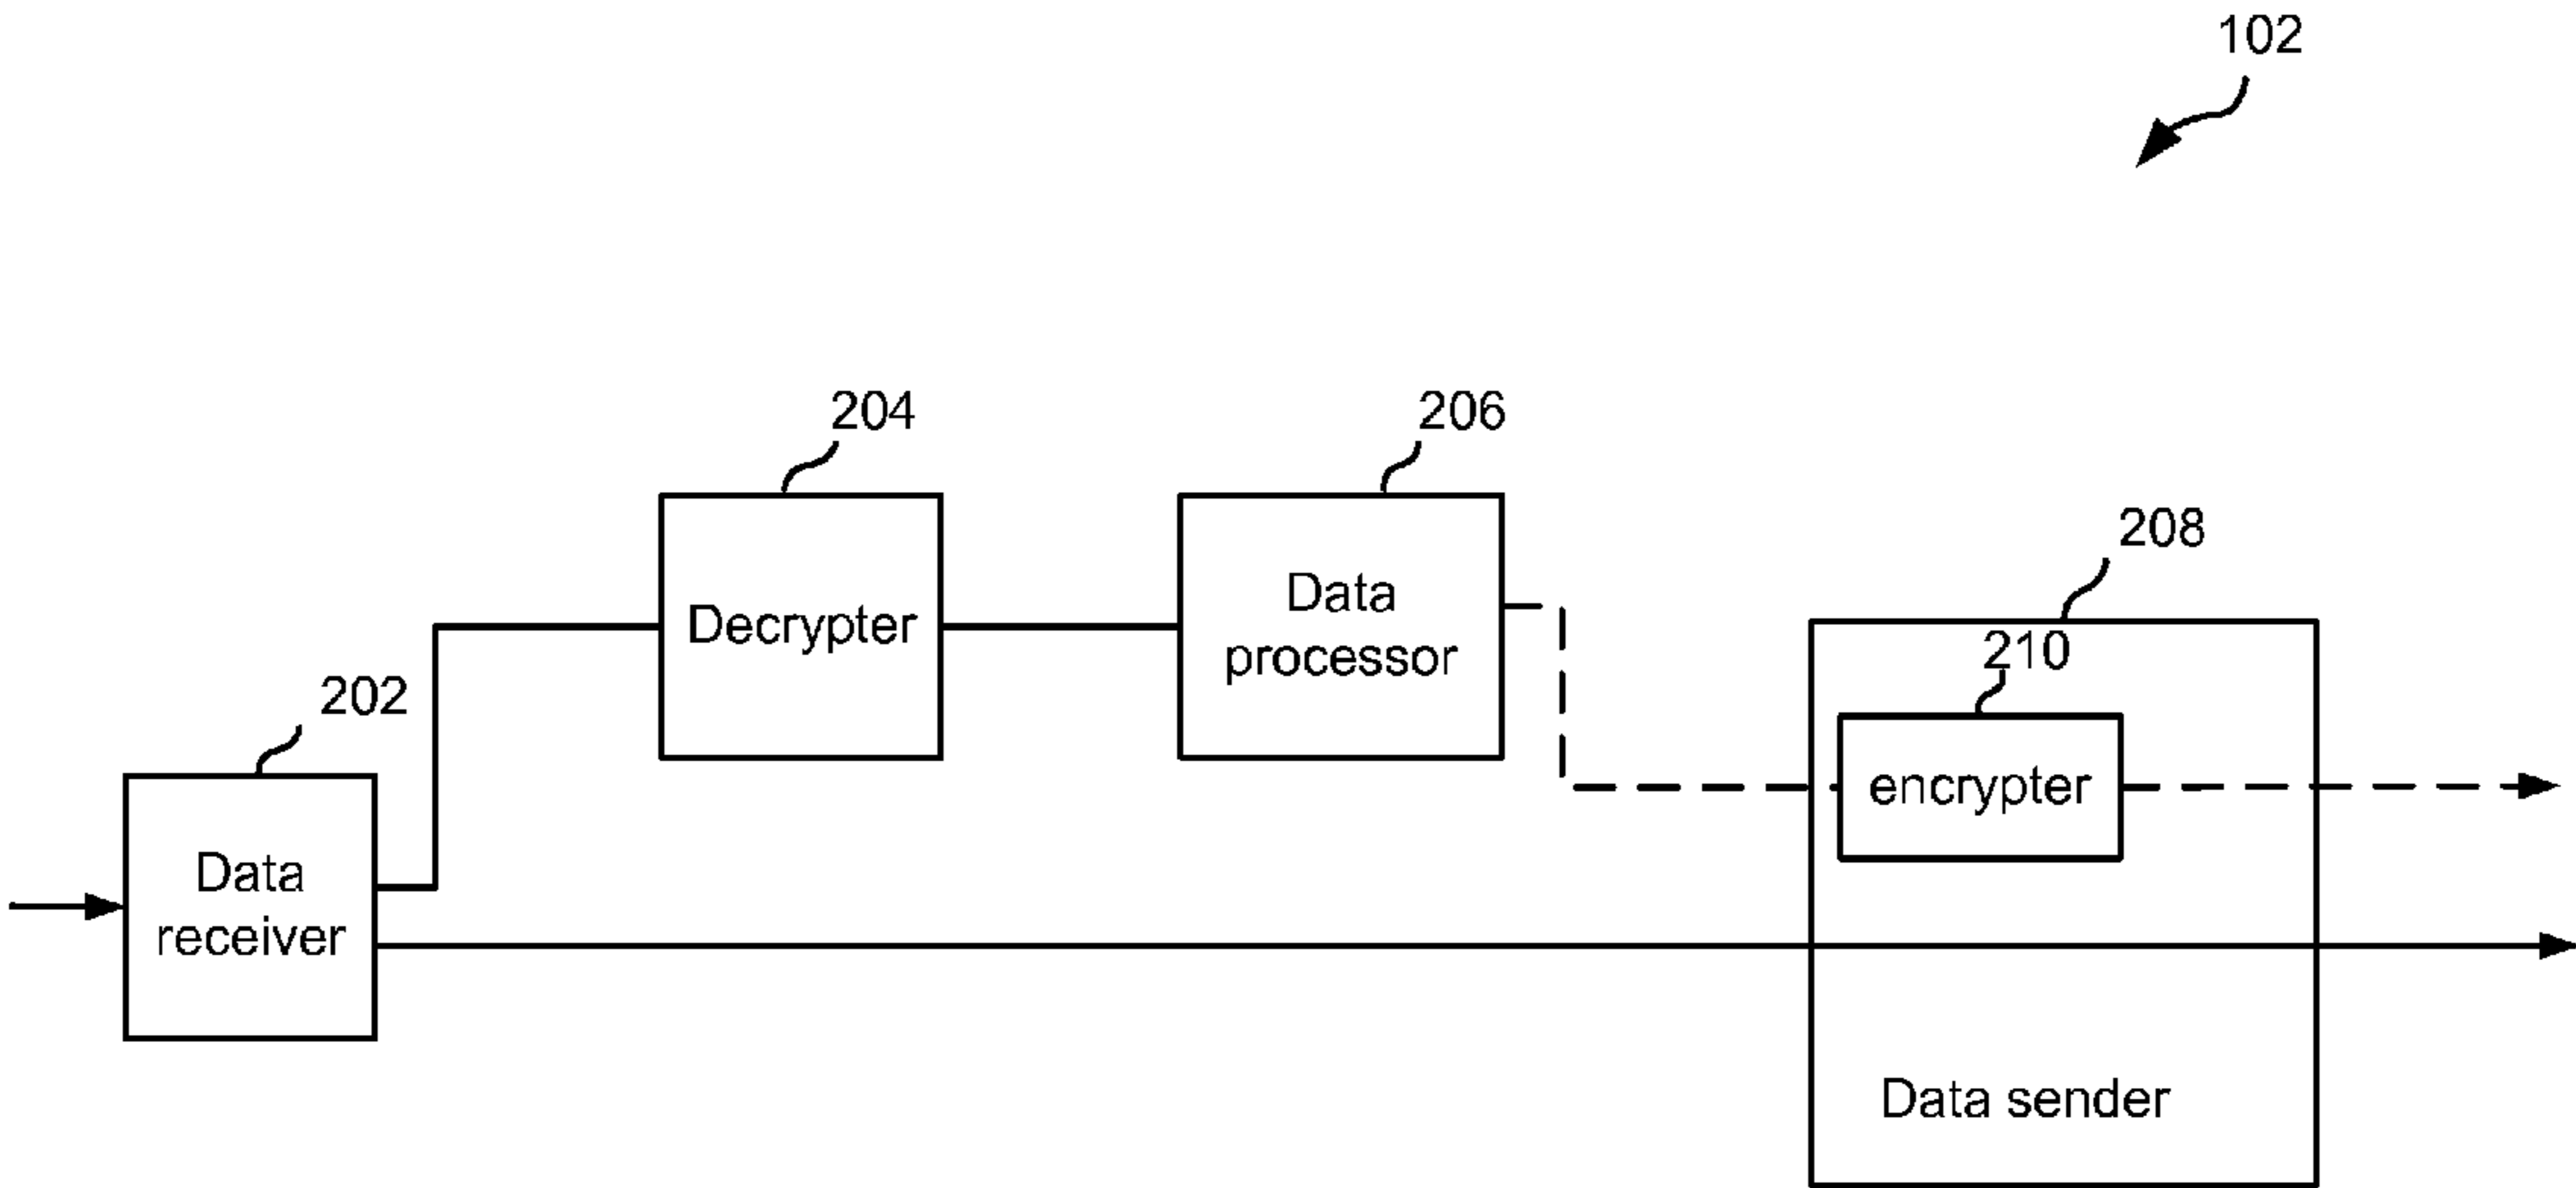 102
204
206
208
Decrypter
Data
processor
210
202
encrypter
Data
receiver
Data sender